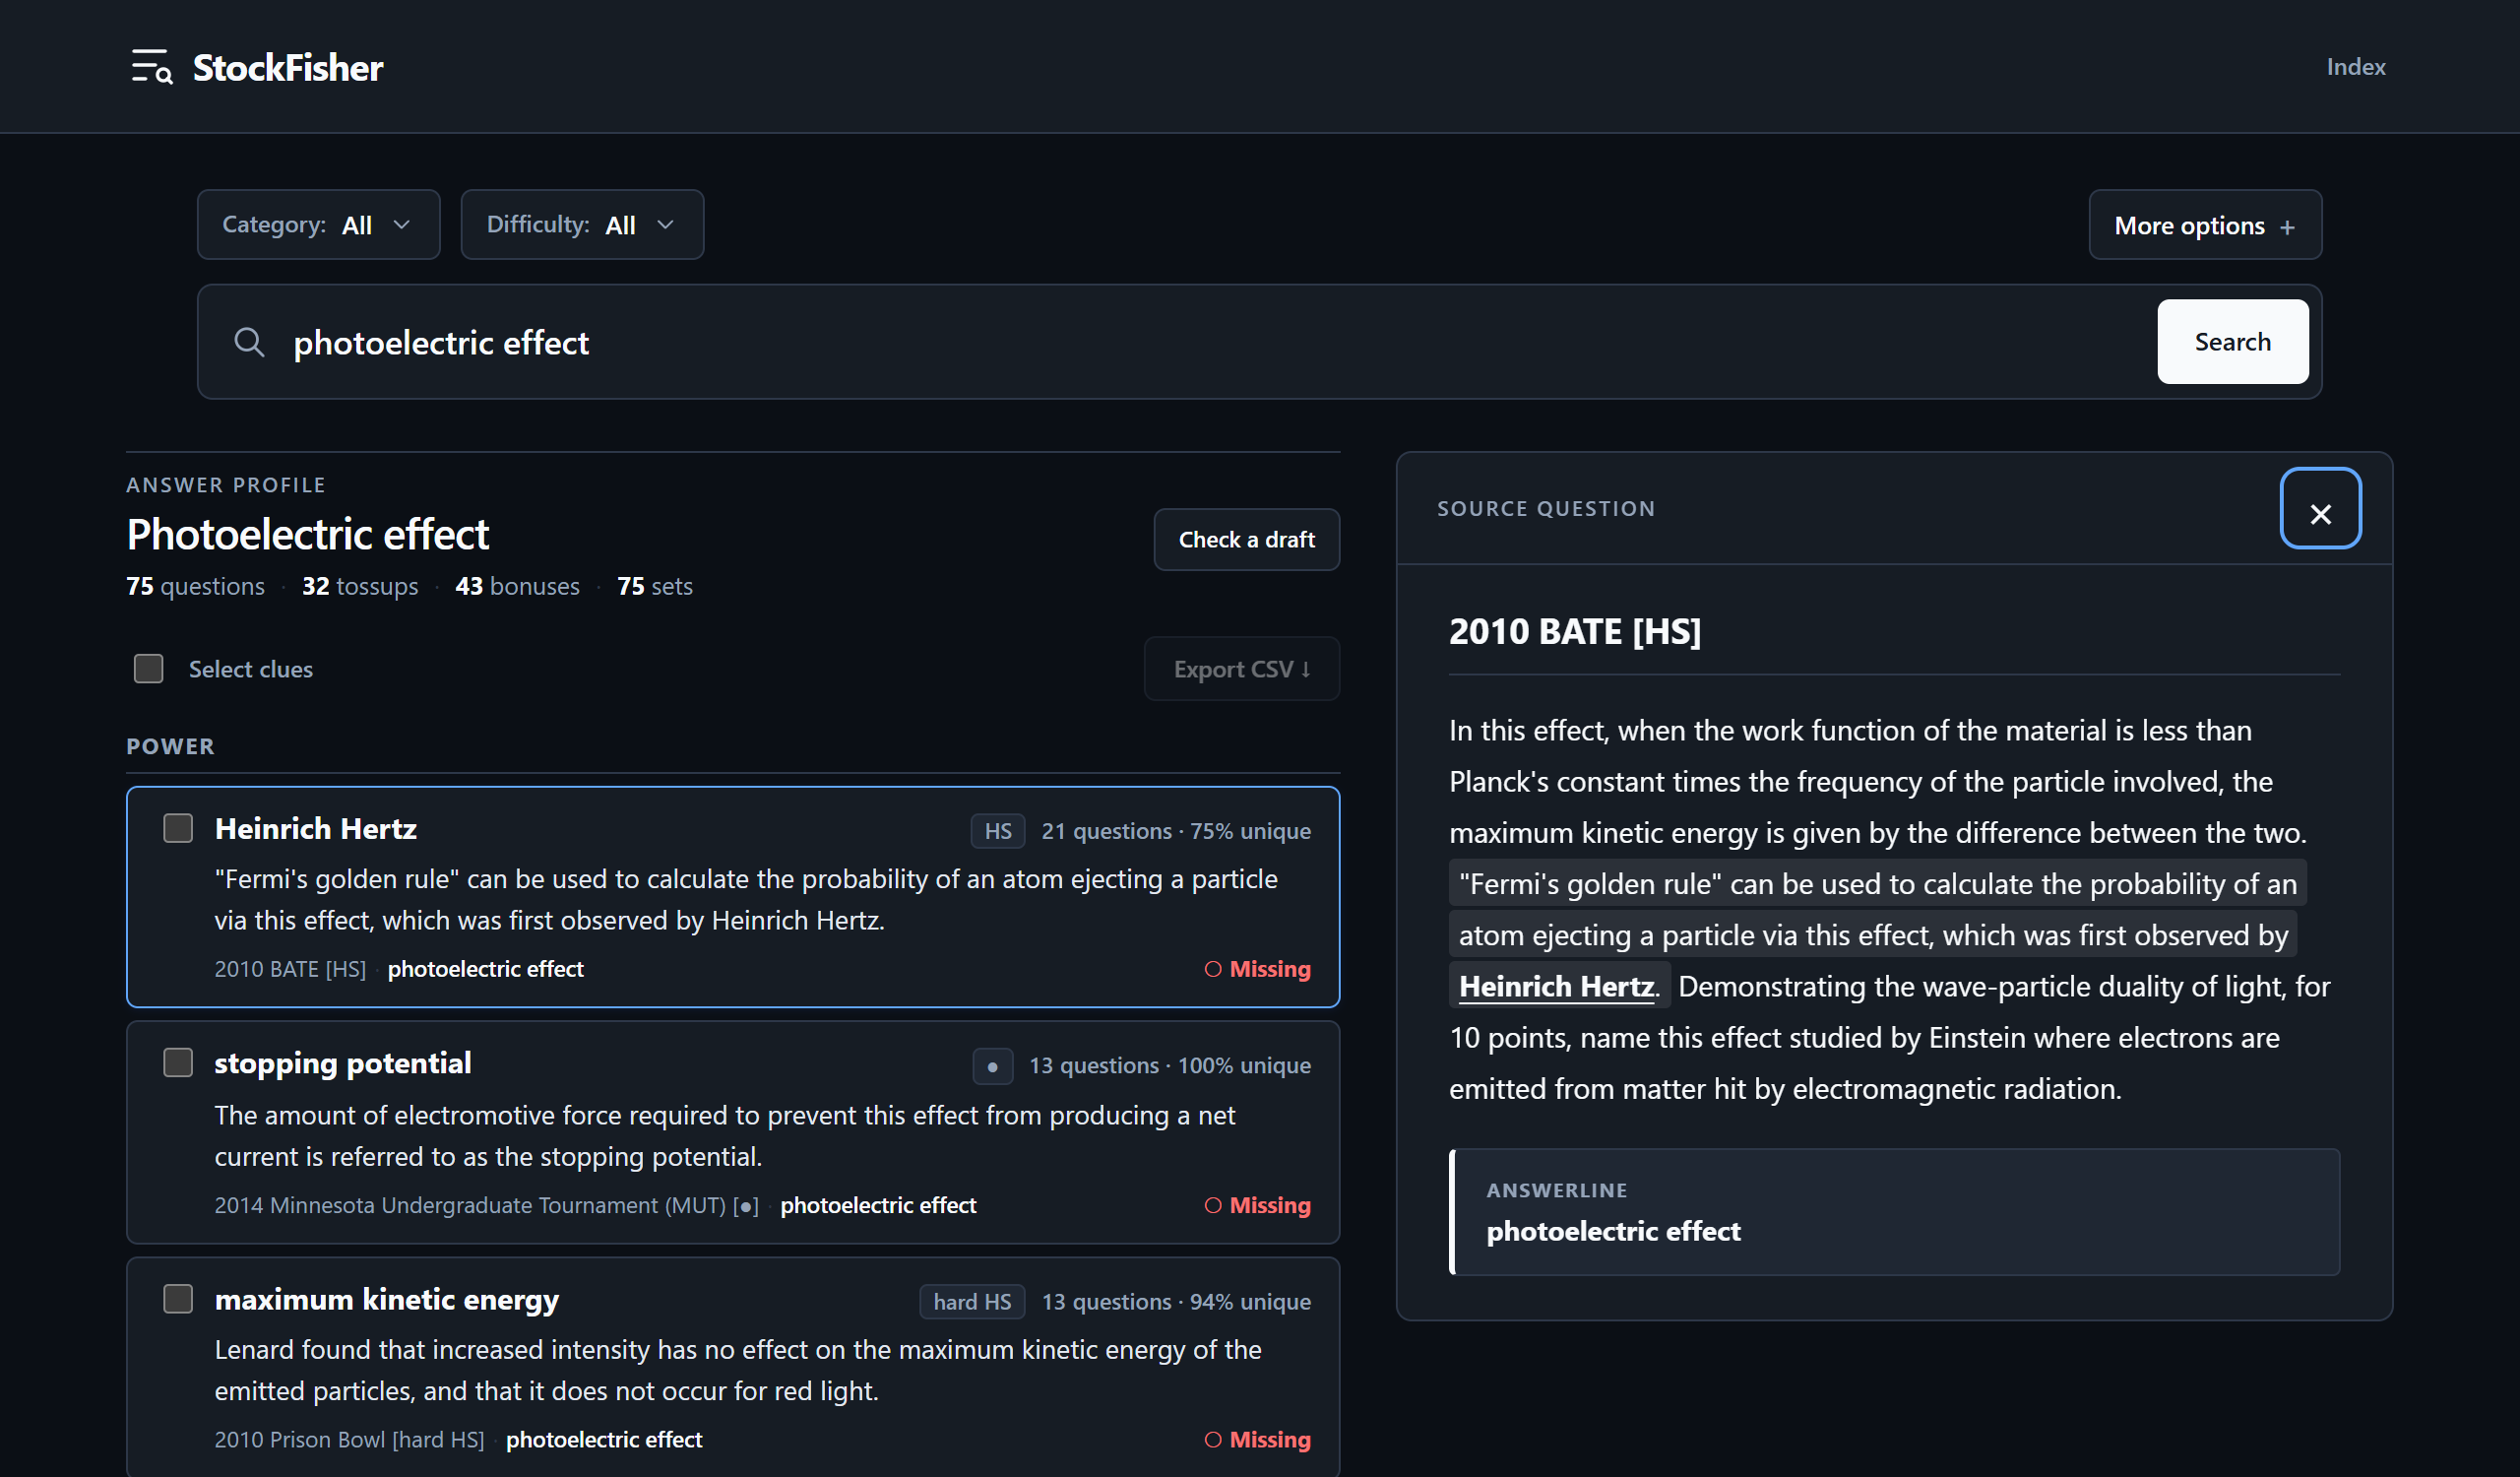 StockFisher
Index
Category: All
Difficulty: All
More options +
photoelectric effect
Search
ANSWER PROFILE
Photoelectric effect
75 questions · 32 tossups · 43 bonuses · 75 sets
Check a draft
Select clues
Export CSV ↓
POWER
Heinrich Hertz
HS 21 questions · 75% unique
"Fermi's golden rule" can be used to calculate the probability of an atom ejecting a particle
via this effect, which was first observed by Heinrich Hertz.
2010 BATE [HS] · photoelectric effect
Missing
stopping potential
● 13 questions · 100% unique
The amount of electromotive force required to prevent this effect from producing a net
current is referred to as the stopping potential.
2014 Minnesota Undergraduate Tournament (MUT) [●] · photoelectric effect
Missing
maximum kinetic energy
hard HS 13 questions · 94% unique
Lenard found that increased intensity has no effect on the maximum kinetic energy of the
emitted particles, and that it does not occur for red light.
2010 Prison Bowl [hard HS] · photoelectric effect
Missing
SOURCE QUESTION
2010 BATE [HS]
In this effect, when the work function of the material is less than
Planck's constant times the frequency of the particle involved, the
maximum kinetic energy is given by the difference between the two.
"Fermi's golden rule" can be used to calculate the probability of an
atom ejecting a particle via this effect, which was first observed by
Heinrich Hertz. Demonstrating the wave-particle duality of light, for
10 points, name this effect studied by Einstein where electrons are
emitted from matter hit by electromagnetic radiation.
ANSWERLINE
photoelectric effect